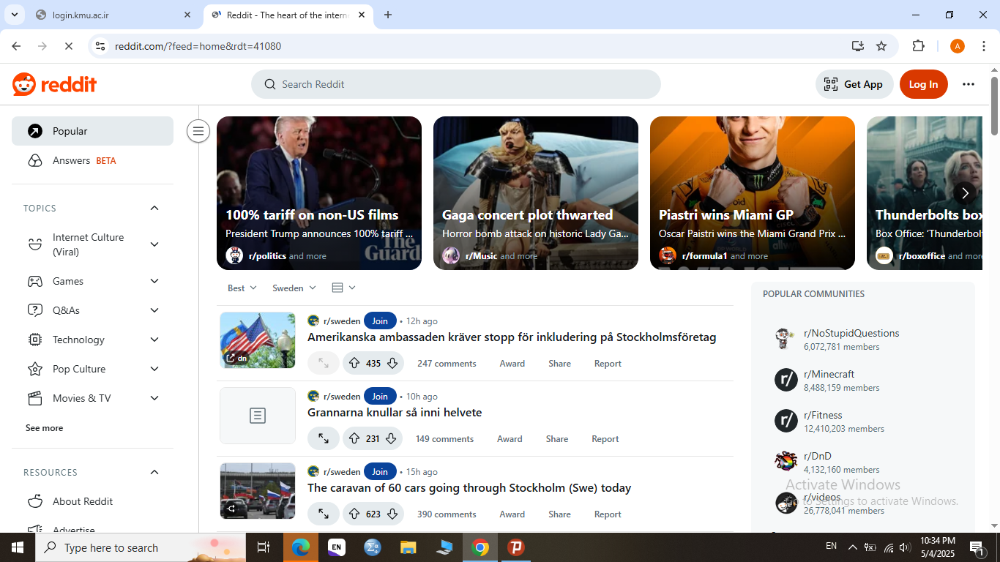 login.kmu.ac.ir
Reddit - The heart of the intern
reddit.com/?feed=home&rdt=41080
A
reddit
Search Reddit
Get App
Log In
Popular
Answers BETA
TOPICS
Internet Culture
(Viral)
Games
Q&As
Technology
Pop Culture
Movies & TV
See more
RESOURCES
About Reddit
Advertise
100% tariff on non-US films
President Trump announces 100% tariff ...
r/politics and more
The
Guard
Gaga concert plot thwarted
Horror bomb attack on historic Lady Ga...
r/Music and more
Piastri wins Miami GP
Oscar Paistri wins the Miami Grand Prix ...
r/formula1 and more
Thunderbolts box
Box Office: ‘Thunderbolt
r/boxoffice and more
Best
Sweden
r/sweden Join • 12h ago
Amerikanska ambassaden kräver stopp för inkludering på Stockholmsföretag
dn
435 247 comments Award Share Report
r/sweden Join • 10h ago
Grannarna knullar så inni helvete
231 149 comments Award Share Report
r/sweden Join • 15h ago
The caravan of 60 cars going through Stockholm (Swe) today
623 390 comments Award Share Report
POPULAR COMMUNITIES
r/NoStupidQuestions
6,072,781 members
r/Minecraft
8,488,159 members
r/Fitness
12,410,203 members
r/DnD
4,132,160 members
r/videos
26,778,041 members
Activate Windows
Go to Settings to activate Windows.
Type here to search
EN
EN
10:34 PM
5/4/2025
1